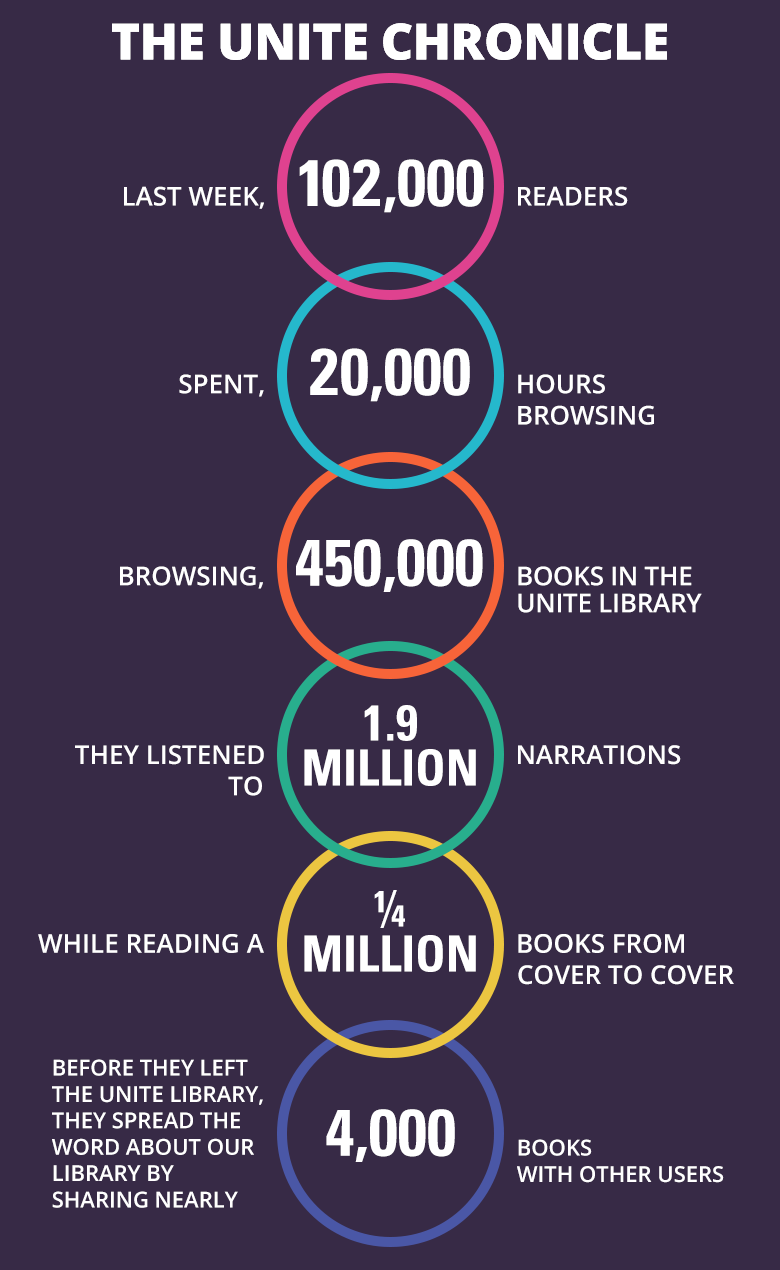 THE UNITE CHRONICLE
LAST WEEK,
102,000
READERS
SPENT,
20,000
HOURS
BROWSING
BROWSING,
450,000
BOOKS IN THE
UNITE LIBRARY
THEY LISTENED
TO
1.9
MILLION
NARRATIONS
WHILE READING A
¼
MILLION
BOOKS FROM
COVER TO COVER
BEFORE THEY LEFT
THE UNITE LIBRARY,
THEY SPREAD THE
WORD ABOUT OUR
LIBRARY BY
SHARING NEARLY
4,000
BOOKS
WITH OTHER USERS